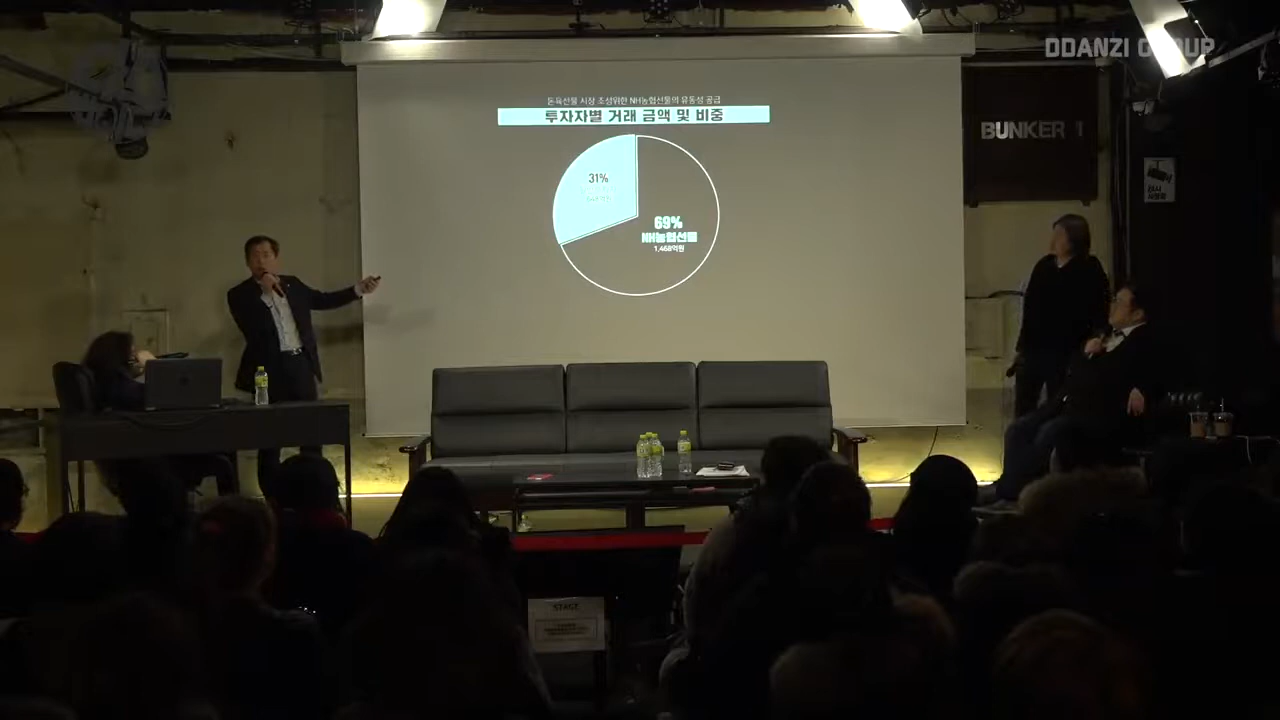 DDANZI GROUP
돈육선물 시장 조성위한 NH농협선물의 유동성 공급
투자자별 거래 금액 및 비중
BUNKER 1
31%
69%
NH농협선물
1,468억원
STAGE